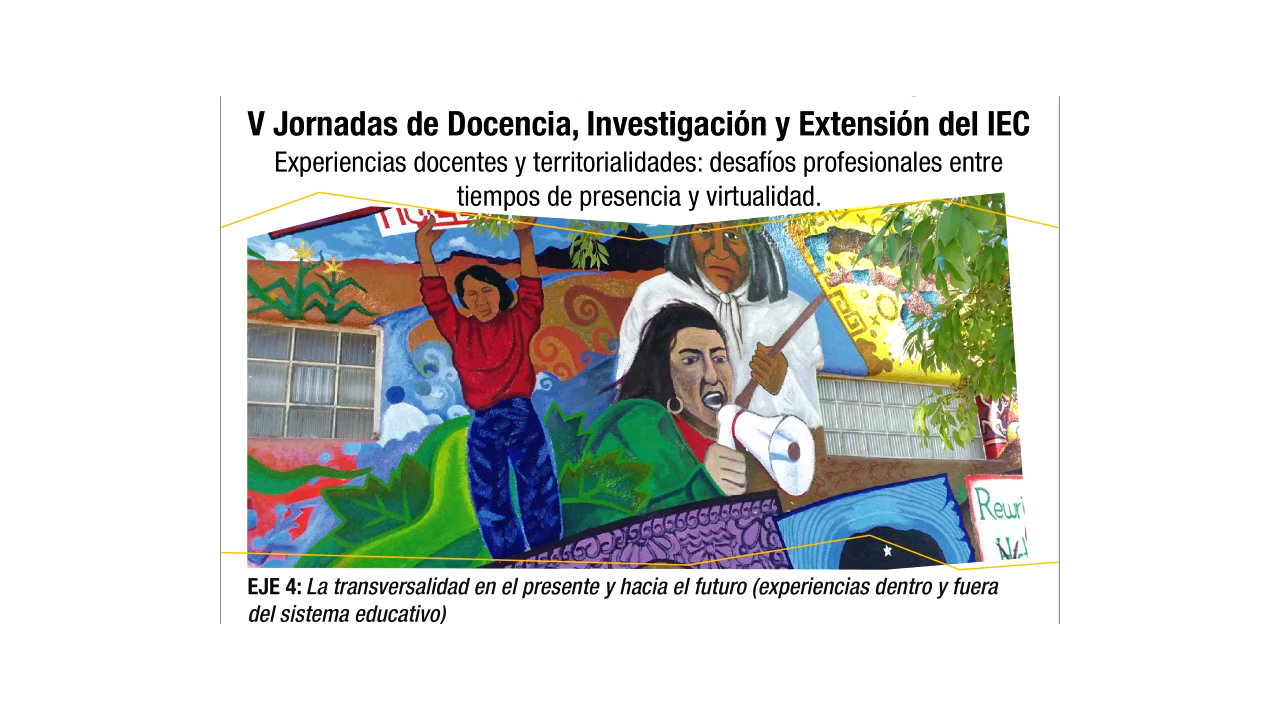 V Jornadas de Docencia, Investigación y Extensión del IEC
Experiencias docentes y territorialidades: desafíos profesionales entre
tiempos de presencia y virtualidad.
EJE 4: La transversalidad en el presente y hacia el futuro (experiencias dentro y fuera
del sistema educativo)